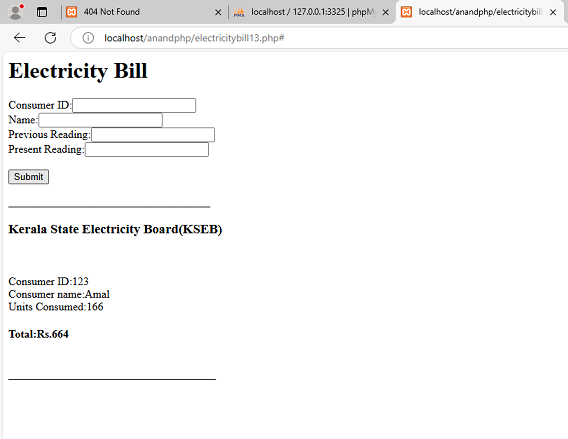 404 Not Found
localhost / 127.0.0.1:3325 | phpMy
localhost/anandphp/electricitybill
localhost/anandphp/electricitybill13.php#
Electricity Bill
Consumer ID:
Name:
Previous Reading:
Present Reading:
Submit
Kerala State Electricity Board(KSEB)
Consumer ID:123
Consumer name:Amal
Units Consumed:166
Total:Rs.664